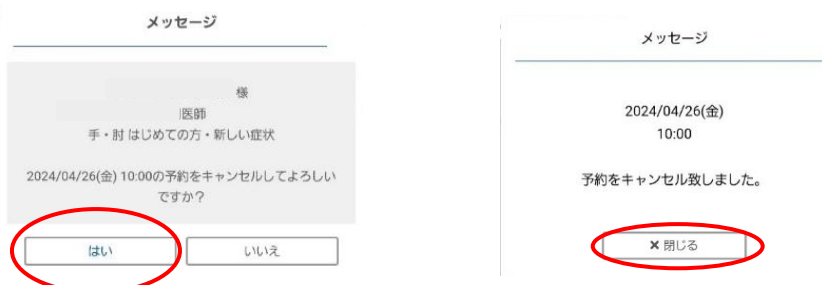 メッセージ
様
医師
手・肘 はじめての方・新しい症状
2024/04/26(金) 10:00の予約をキャンセルしてよろしい
ですか？
はい
いいえ
メッセージ
2024/04/26(金)
10:00
予約をキャンセル致しました。
×閉じる